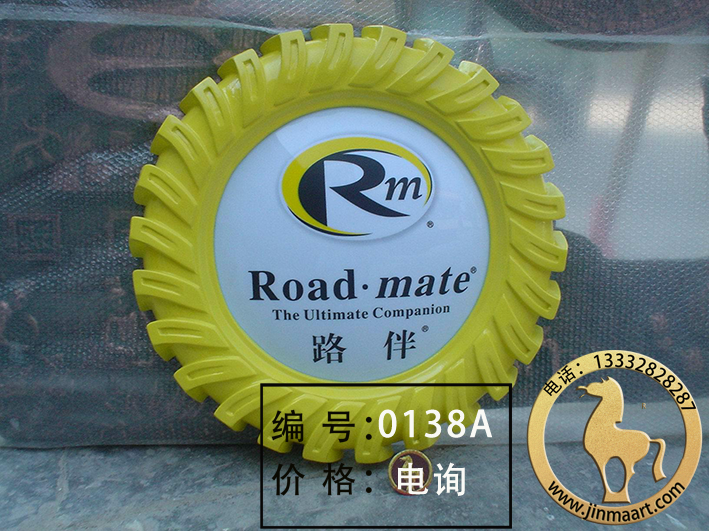 Rm®
Road·mate®
The Ultimate Companion
路伴®
编号:0138A
价格:电询
电话:13332828287
www.jinmaart.com